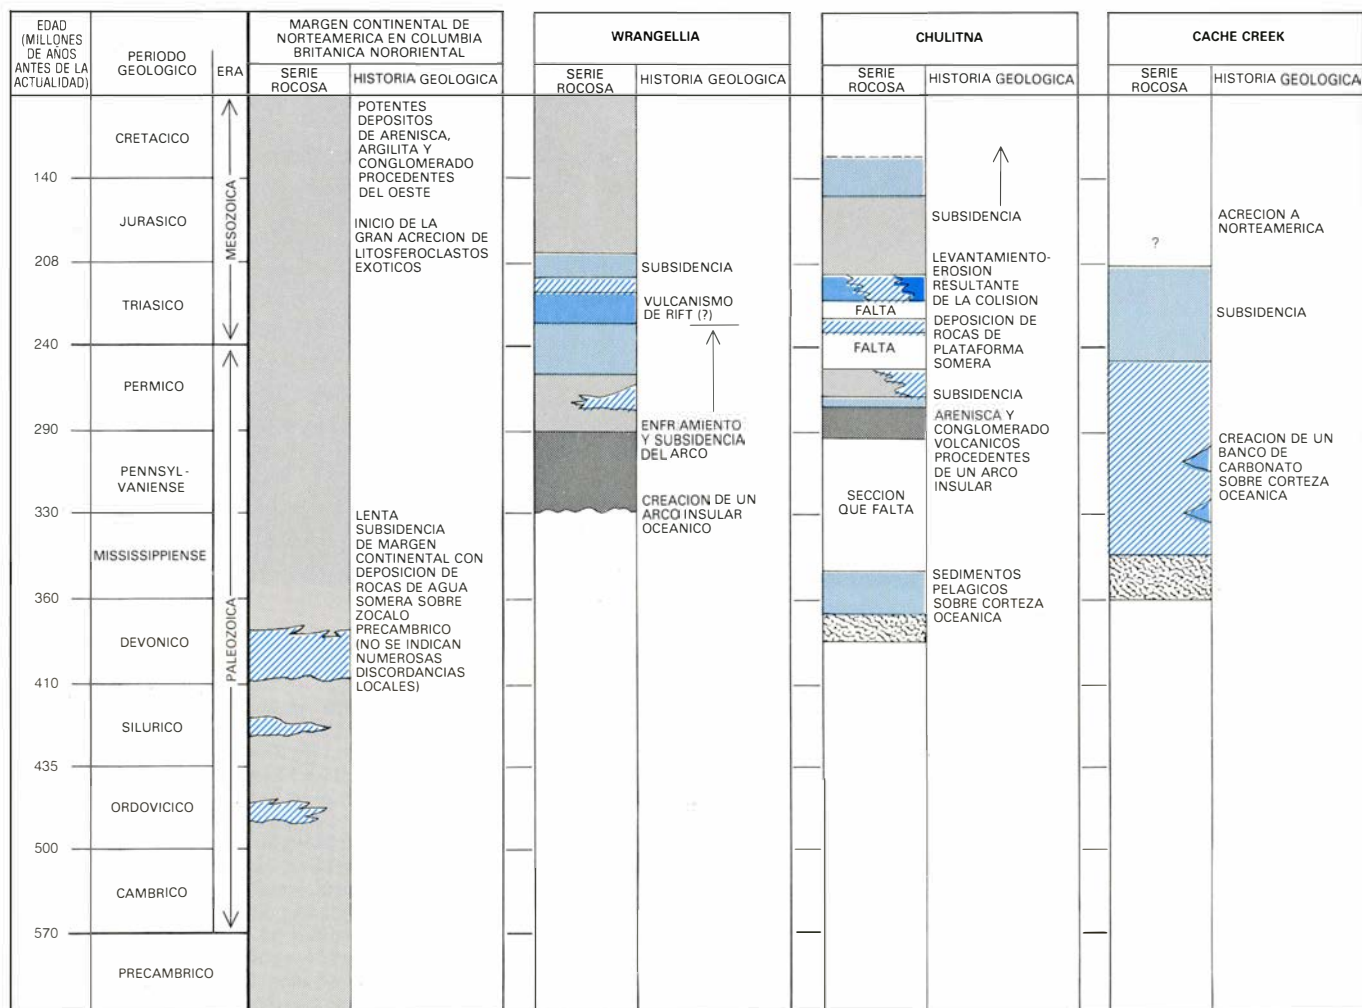 EDAD
(MILLONES
DE AÑOS
ANTES DE LA
ACTUALIDAD)
PERIODO
GEOLOGICO
ERA
MARGEN CONTINENTAL DE
NORTEAMERICA EN COLUMBIA
BRITANICA NORORIENTAL
SERIE
ROCOSA
HISTORIA GEOLOGICA
WRANGELLIA
SERIE
ROCOSA
HISTORIA GEOLOGICA
CHULITNA
SERIE
ROCOSA
HISTORIA GEOLOGICA
CACHE CREEK
SERIE
ROCOSA
HISTORIA GEOLOGICA
140
208
240
290
330
360
410
435
500
570
CRETACICO
JURASICO
TRIASICO
PERMICO
PENNSYL-
VANIENSE
MISSISSIPPIENSE
DEVONICO
SILURICO
ORDOVICICO
CAMBRICO
PRECAMBRICO
MESOZOICA
PALEOZOICA
POTENTES
DEPOSITOS
DE ARENISCA,
ARGILITA Y
CONGLOMERADO
PROCEDENTES
DEL OESTE
INICIO DE LA
GRAN ACRECION DE
LITOSFEROCLASTOS
EXOTICOS
LENTA
SUBSIDENCIA
DE MARGEN
CONTINENTAL CON
DEPOSICION DE
ROCAS DE AGUA
SOMERA SOBRE
ZOCALO
PRECAMBRICO
(NO SE INDICAN
NUMEROSAS
DISCORDANCIAS
LOCALES)
SUBSIDENCIA
VULCANISMO
DE RIFT (?)
ENFRIAMIENTO
Y SUBSIDENCIA
DEL ARCO
CREACION DE UN
ARCO INSULAR
OCEANICO
FALTA
FALTA
SECCION
QUE FALTA
SUBSIDENCIA
LEVANTAMIENTO-
EROSION
RESULTANTE
DE LA COLISION
DEPOSICION DE
ROCAS DE
PLATAFORMA
SOMERA
SUBSIDENCIA
ARENISCA Y
CONGLOMERADO
VOLCANICOS
PROCEDENTES
DE UN ARCO
INSULAR
SEDIMENTOS
PELAGICOS
SOBRE CORTEZA
OCEANICA
?
ACRECION A
NORTEAMERICA
SUBSIDENCIA
CREACION DE UN
BANCO DE
CARBONATO
SOBRE CORTEZA
OCEANICA